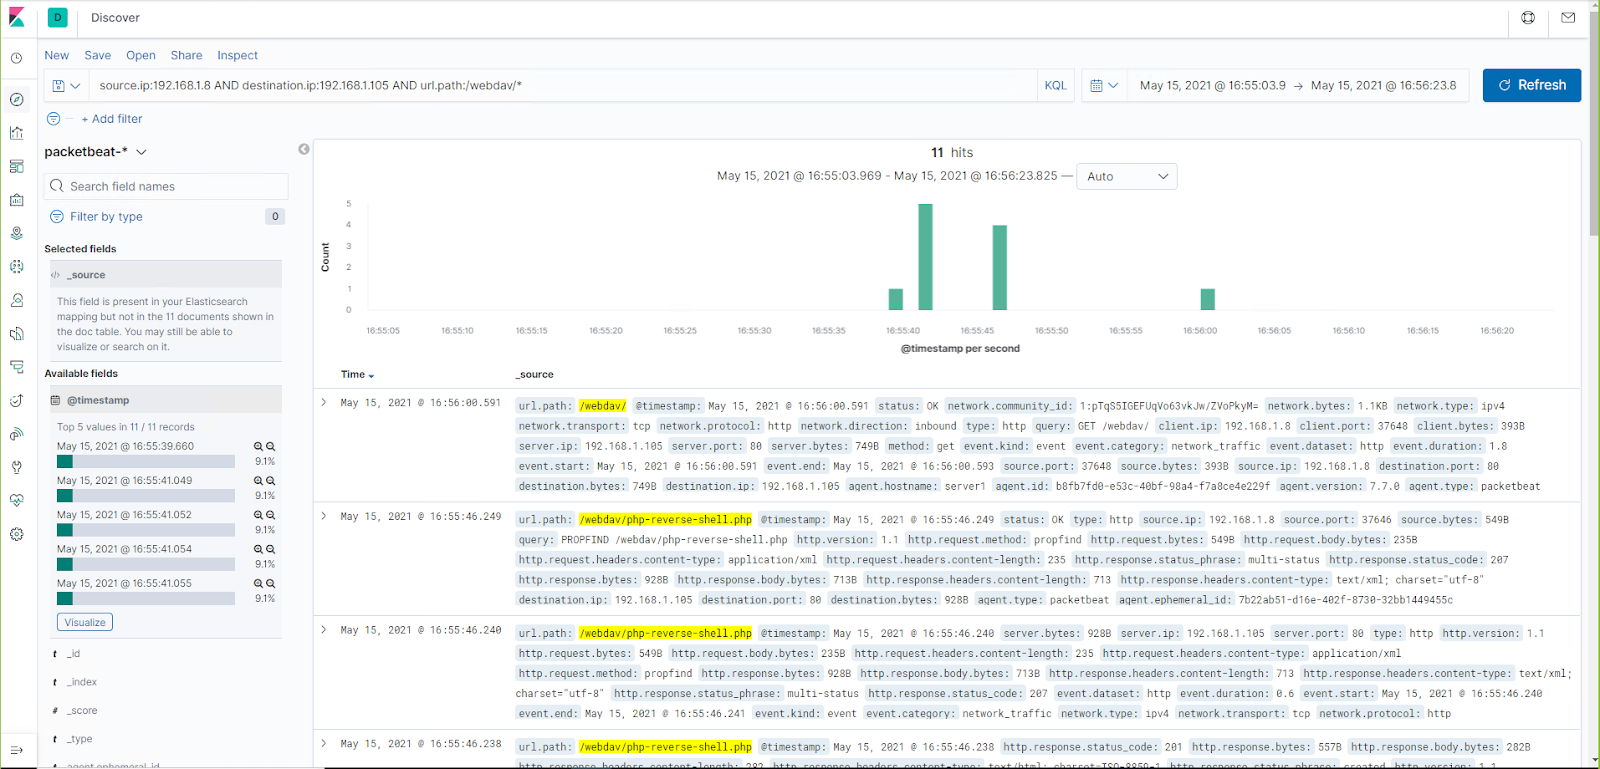 D Discover
New Save Open Share Inspect
source.ip:192.168.1.8 AND destination.ip:192.168.1.105 AND url.path:/webdav/* KQL May 15, 2021 @ 16:55:03.9 → May 15, 2021 @ 16:56:23.8 Refresh
+ Add filter
packetbeat-*
Search field names
Filter by type 0
Selected fields
</> _source
This field is present in your Elasticsearch
mapping but not in the 11 documents shown in
the doc table. You may still be able to
visualize or search on it.
Available fields
@timestamp
Top 5 values in 11 / 11 records
May 15, 2021 @ 16:55:39.660
9.1%
May 15, 2021 @ 16:55:41.049
9.1%
May 15, 2021 @ 16:55:41.052
9.1%
May 15, 2021 @ 16:55:41.054
9.1%
May 15, 2021 @ 16:55:41.055
9.1%
Visualize
t _id
t _index
# _score
t _type
t agent.ephemeral_id
11 hits
May 15, 2021 @ 16:55:03.969 - May 15, 2021 @ 16:56:23.825 — Auto
Count
5
4
3
2
1
0
16:55:05 16:55:10 16:55:15 16:55:20 16:55:25 16:55:30 16:55:35 16:55:40 16:55:45 16:55:50 16:55:55 16:56:00 16:56:05 16:56:10 16:56:15 16:56:20
@timestamp per second
Time _source
May 15, 2021 @ 16:56:00.591 url.path: /webdav/ @timestamp: May 15, 2021 @ 16:56:00.591 status: OK network.community_id: 1:pTqS5IGEFUqVo63vkJw/ZVoPkyM= network.bytes: 1.1KB network.type: ipv4
network.transport: tcp network.protocol: http network.direction: inbound type: http query: GET /webdav/ client.ip: 192.168.1.8 client.port: 37648 client.bytes: 393B
server.ip: 192.168.1.105 server.port: 80 server.bytes: 749B method: get event.kind: event event.category: network_traffic event.dataset: http event.duration: 1.8
event.start: May 15, 2021 @ 16:56:00.591 event.end: May 15, 2021 @ 16:56:00.593 source.port: 37648 source.bytes: 393B source.ip: 192.168.1.8 destination.port: 80
destination.bytes: 749B destination.ip: 192.168.1.105 agent.hostname: server1 agent.id: b8fb7fd0-e53c-40bf-98a4-f7a8ce4e229f agent.version: 7.7.0 agent.type: packetbeat
May 15, 2021 @ 16:55:46.249 url.path: /webdav/php-reverse-shell.php @timestamp: May 15, 2021 @ 16:55:46.249 status: OK type: http source.ip: 192.168.1.8 source.port: 37646 source.bytes: 549B
query: PROPFIND /webdav/php-reverse-shell.php http.version: 1.1 http.request.method: propfind http.request.bytes: 549B http.request.body.bytes: 235B
http.request.headers.content-type: application/xml http.request.headers.content-length: 235 http.response.status_phrase: multi-status http.response.status_code: 207
http.response.bytes: 928B http.response.body.bytes: 713B http.response.headers.content-length: 713 http.response.headers.content-type: text/xml; charset="utf-8"
destination.ip: 192.168.1.105 destination.port: 80 destination.bytes: 928B agent.type: packetbeat agent.ephemeral_id: 7b22ab51-d16e-402f-8730-32bb1449455c
May 15, 2021 @ 16:55:46.240 url.path: /webdav/php-reverse-shell.php @timestamp: May 15, 2021 @ 16:55:46.240 server.bytes: 928B server.ip: 192.168.1.105 server.port: 80 type: http http.version: 1.1
http.request.bytes: 549B http.request.body.bytes: 235B http.request.headers.content-length: 235 http.request.headers.content-type: application/xml
http.request.method: propfind http.response.bytes: 928B http.response.body.bytes: 713B http.response.headers.content-length: 713 http.response.headers.content-type: text/xml;
charset="utf-8" http.response.status_phrase: multi-status http.response.status_code: 207 event.dataset: http event.duration: 0.6 event.start: May 15, 2021 @ 16:55:46.240
event.end: May 15, 2021 @ 16:55:46.241 event.kind: event event.category: network_traffic network.type: ipv4 network.transport: tcp network.protocol: http
May 15, 2021 @ 16:55:46.238 url.path: /webdav/php-reverse-shell.php @timestamp: May 15, 2021 @ 16:55:46.238 http.response.status_code: 201 http.response.bytes: 557B http.response.body.bytes: 282B
http.response.headers.content-length: 282 http.response.headers.content-type: text/html; charset=ISO-8859-1 http.response.status_phrase: created http.version: 1.1